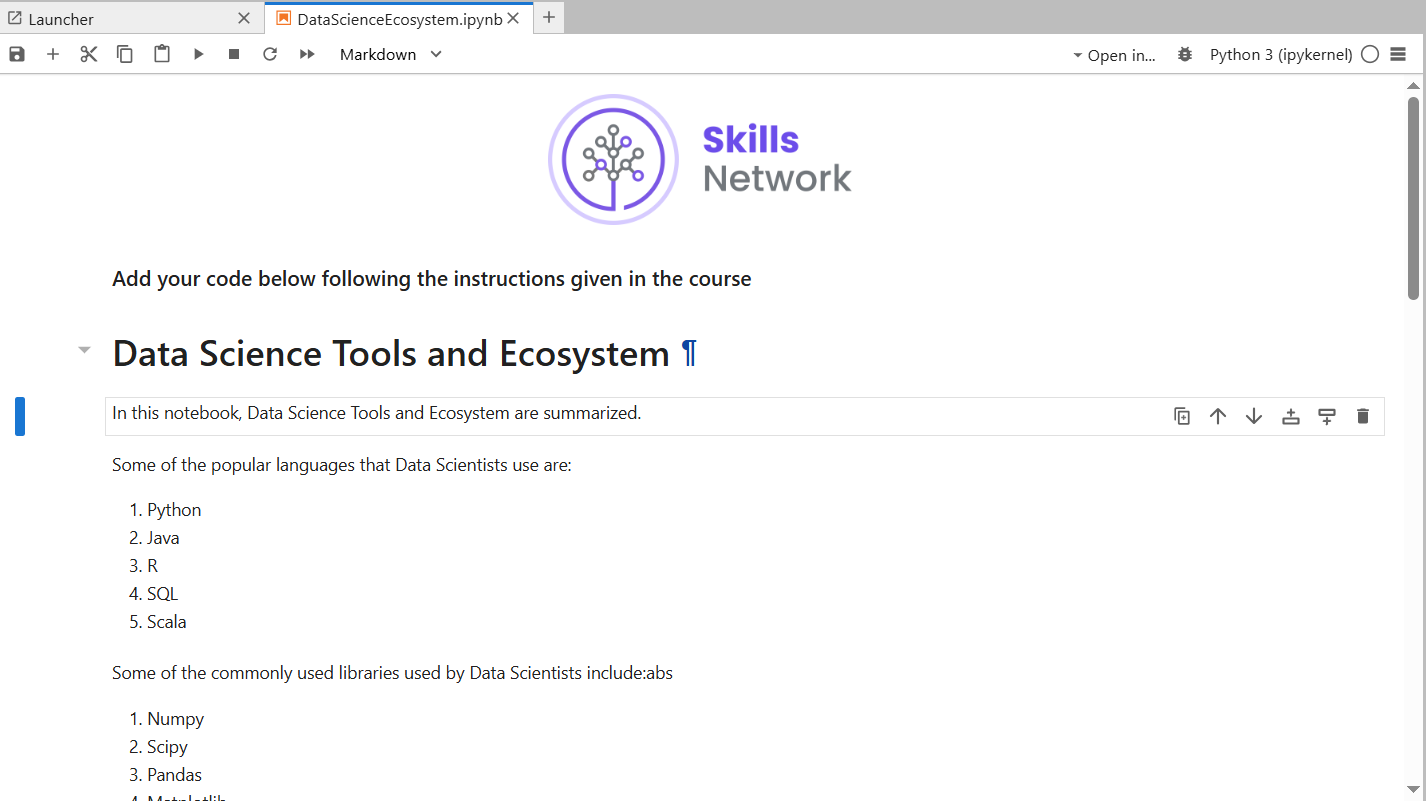 Launcher
DataScienceEcosystem.ipynb
Markdown
Open in...
Python 3 (ipykernel)
Skills
Network
Add your code below following the instructions given in the course
Data Science Tools and Ecosystem ¶
In this notebook, Data Science Tools and Ecosystem are summarized.
Some of the popular languages that Data Scientists use are:
1. Python
2. Java
3. R
4. SQL
5. Scala
Some of the commonly used libraries used by Data Scientists include:abs
1. Numpy
2. Scipy
3. Pandas
4. Matplotlib